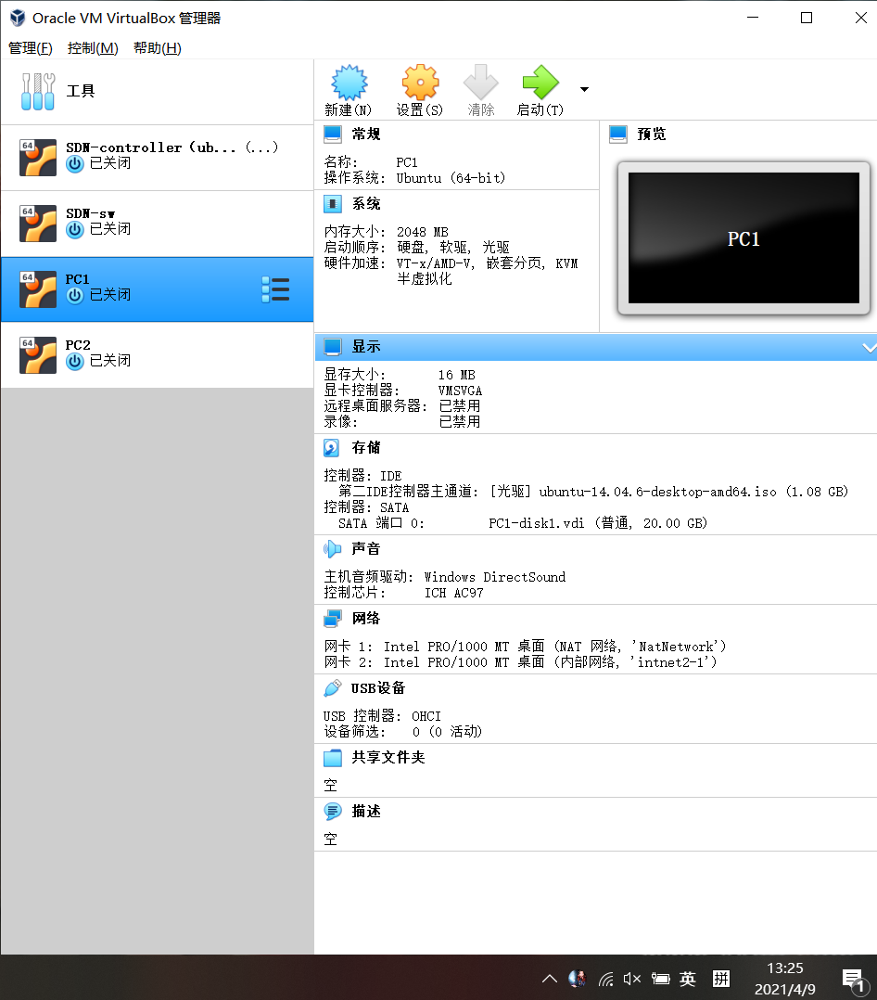 Oracle VM VirtualBox 管理器
管理(F) 控制(M) 帮助(H)
工具
64
SDN-controller (ub... (...)
已关闭
64
SDN-sw
已关闭
64
PC1
已关闭
64
PC2
已关闭
新建(N) 设置(S) 清除 启动(T)
常规
名称: PC1
操作系统: Ubuntu (64-bit)
系统
内存大小: 2048 MB
启动顺序: 硬盘, 软驱, 光驱
硬件加速: VT-x/AMD-V, 嵌套分页, KVM
半虚拟化
预览
PC1
显示
显存大小: 16 MB
显卡控制器: VMSVGA
远程桌面服务器: 已禁用
录像: 已禁用
存储
控制器: IDE
第二IDE控制器主通道: [光驱] ubuntu-14.04.6-desktop-amd64.iso (1.08 GB)
控制器: SATA
SATA 端口 0: PC1-disk1.vdi (普通, 20.00 GB)
声音
主机音频驱动: Windows DirectSound
控制芯片: ICH AC97
网络
网卡 1: Intel PRO/1000 MT 桌面 (NAT 网络, 'NatNetwork')
网卡 2: Intel PRO/1000 MT 桌面 (内部网络, 'intnet2-1')
USB设备
USB 控制器: OHCI
设备筛选: 0 (0 活动)
共享文件夹
空
描述
空
英 拼
13:25
2021/4/9
1